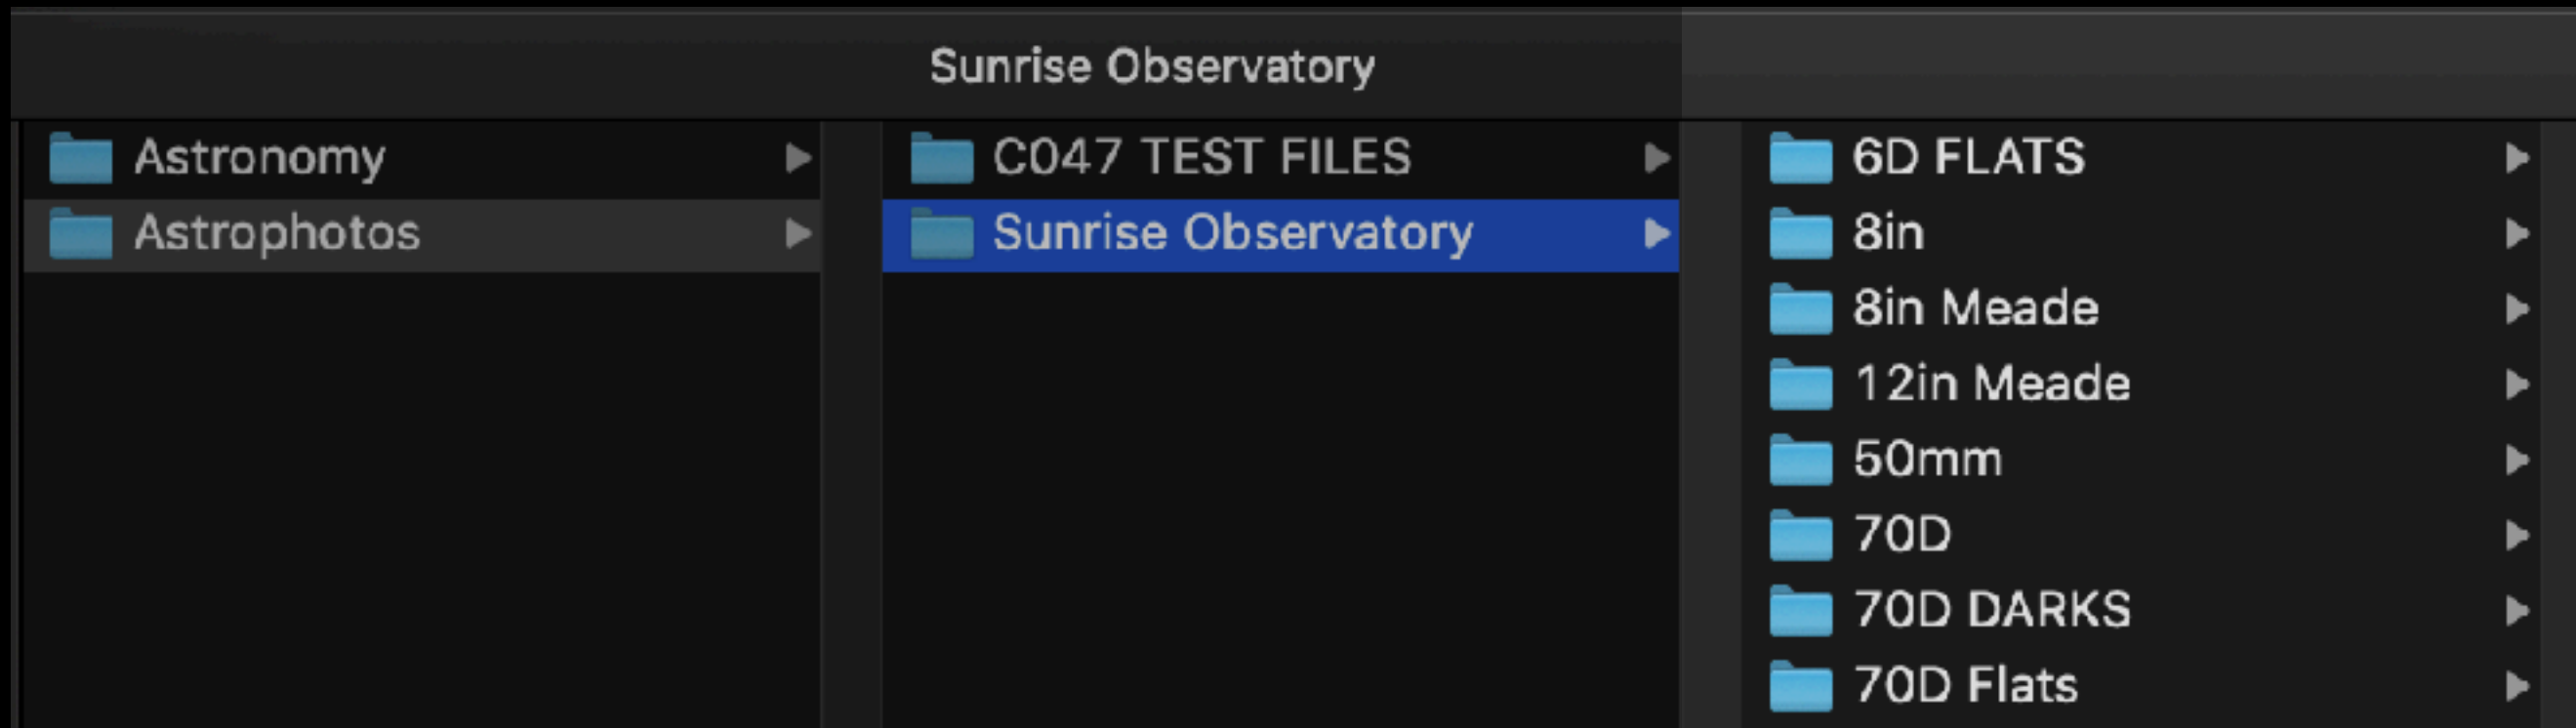 Sunrise Observatory
Astronomy
Astrophotos
C047 TEST FILES
Sunrise Observatory
6D FLATS
8in
8in Meade
12in Meade
50mm
70D
70D DARKS
70D Flats